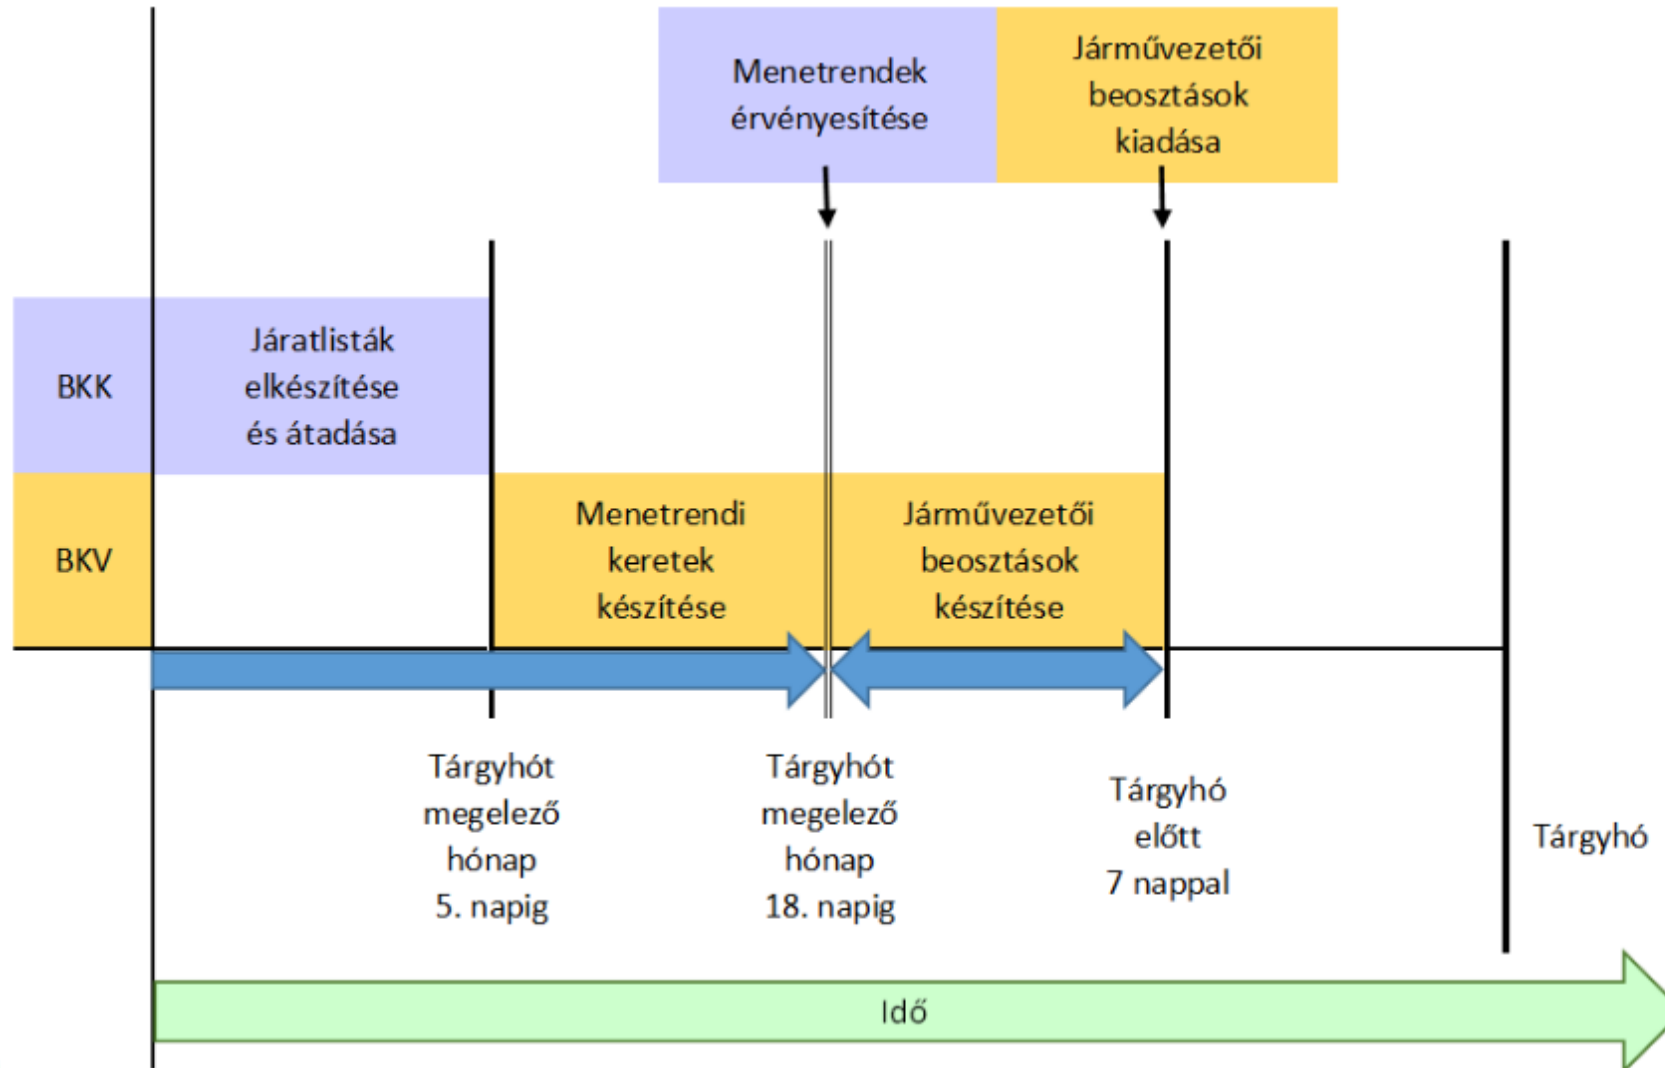 Menetrendek
érvényesítése
Járművezetői
beosztások
kiadása
BKK
Járatlisták
elkészítése
és átadása
BKV
Menetrendi
keretek
készítése
Járművezetői
beosztások
készítése
Tárgyhót
megelező
hónap
5. napig
Tárgyhót
megelező
hónap
18. napig
Tárgyhó
előtt
7 nappal
Tárgyhó
Idő